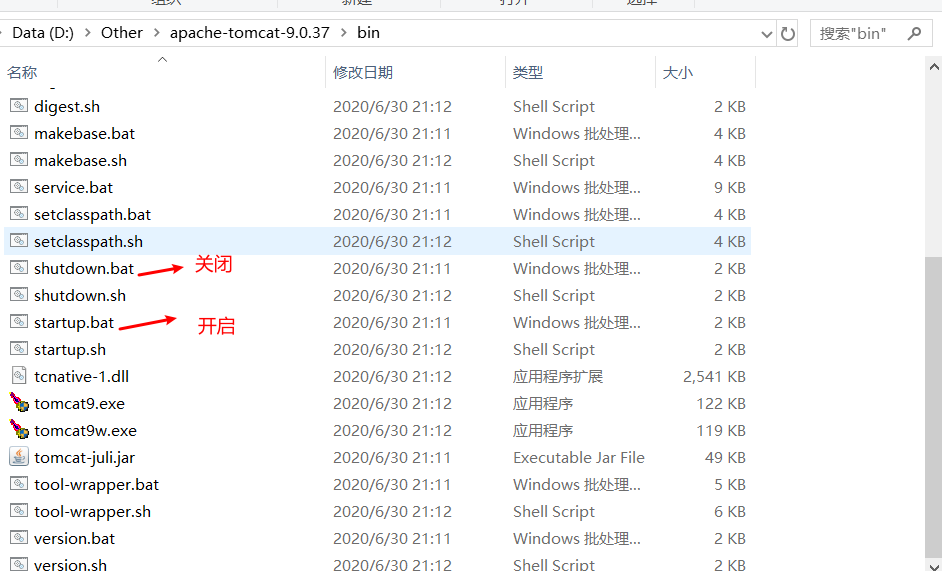 Data (D:) > Other > apache-tomcat-9.0.37 > bin
搜索"bin"
名称 修改日期 类型 大小
digest.sh 2020/6/30 21:12 Shell Script 2 KB
makebase.bat 2020/6/30 21:11 Windows 批处理... 4 KB
makebase.sh 2020/6/30 21:12 Shell Script 4 KB
service.bat 2020/6/30 21:11 Windows 批处理... 9 KB
setclasspath.bat 2020/6/30 21:11 Windows 批处理... 4 KB
setclasspath.sh 2020/6/30 21:12 Shell Script 4 KB
shutdown.bat 关闭 2020/6/30 21:11 Windows 批处理... 2 KB
shutdown.sh 2020/6/30 21:12 Shell Script 2 KB
startup.bat 开启 2020/6/30 21:11 Windows 批处理... 2 KB
startup.sh 2020/6/30 21:12 Shell Script 2 KB
tcnative-1.dll 2020/6/30 21:12 应用程序扩展 2,541 KB
tomcat9.exe 2020/6/30 21:12 应用程序 122 KB
tomcat9w.exe 2020/6/30 21:12 应用程序 119 KB
tomcat-juli.jar 2020/6/30 21:11 Executable Jar File 49 KB
tool-wrapper.bat 2020/6/30 21:11 Windows 批处理... 5 KB
tool-wrapper.sh 2020/6/30 21:12 Shell Script 6 KB
version.bat 2020/6/30 21:11 Windows 批处理... 2 KB
version.sh 2020/6/30 21:12 Shell Script 2 KB